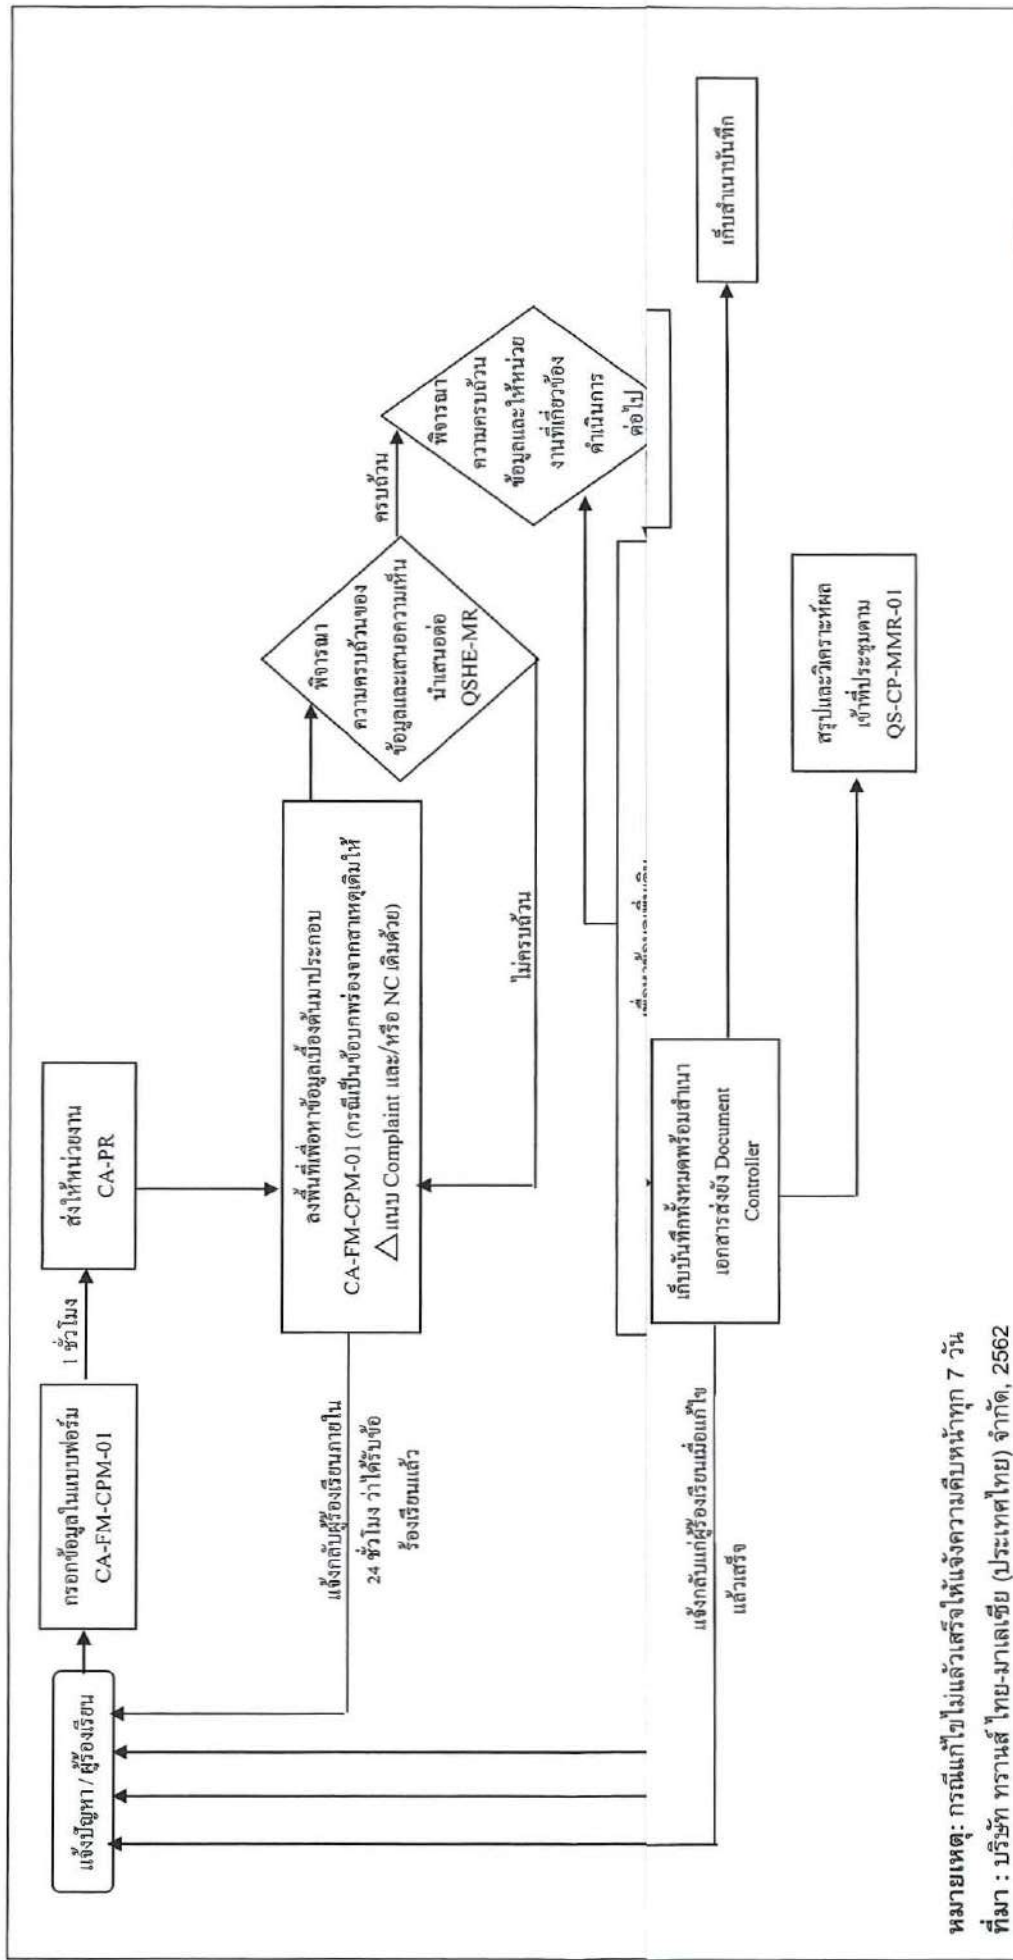 แจ้งปัญหา / ผู้ร้องเรียน
กรอกข้อมูลในแบบฟอร์ม
CA-FM-CPM-01
1 ชั่วโมง
ส่งให้หน่วยงาน
CA-PR
แจ้งกลับผู้ร้องเรียนภายใน
24 ชั่วโมง ว่าได้รับข้อ
ร้องเรียนแล้ว
ลงพื้นที่เพื่อหาข้อมูลเบื้องต้นมาประกอบ
CA-FM-CPM-01 (กรณีเป็นข้อบกพร่องจากสาเหตุเดิมให้
△แนบ Complaint และ/หรือ NC เดิมด้วย)
พิจารณา
ความครบถ้วนของ
ข้อมูลและเสนอความเห็น
นำเสนอต่อ
QSHE-MR
ครบถ้วน
ไม่ครบถ้วน
พิจารณา
ความครบถ้วน
ข้อมูลและให้หน่วย
งานที่เกี่ยวข้อง
ดำเนินการ
ต่อไป
แจ้งกลับแก่ผู้ร้องเรียนเมื่อแก้ไข
แล้วเสร็จ
เก็บบันทึกทั้งหมดพร้อมสำเนา
เอกสารส่งยัง Document
Controller
เก็บสำเนาบันทึก
สรุปและวิเคราะห์ผล
เข้าที่ประชุมตาม
QS-CP-MMR-01
หมายเหตุ: กรณีแก้ไขไม่แล้วเสร็จให้แจ้งความคืบหน้าทุก 7 วัน
ที่มา : บริษัท ทรานส์ ไทย-มาเลเซีย (ประเทศไทย) จำกัด, 2562